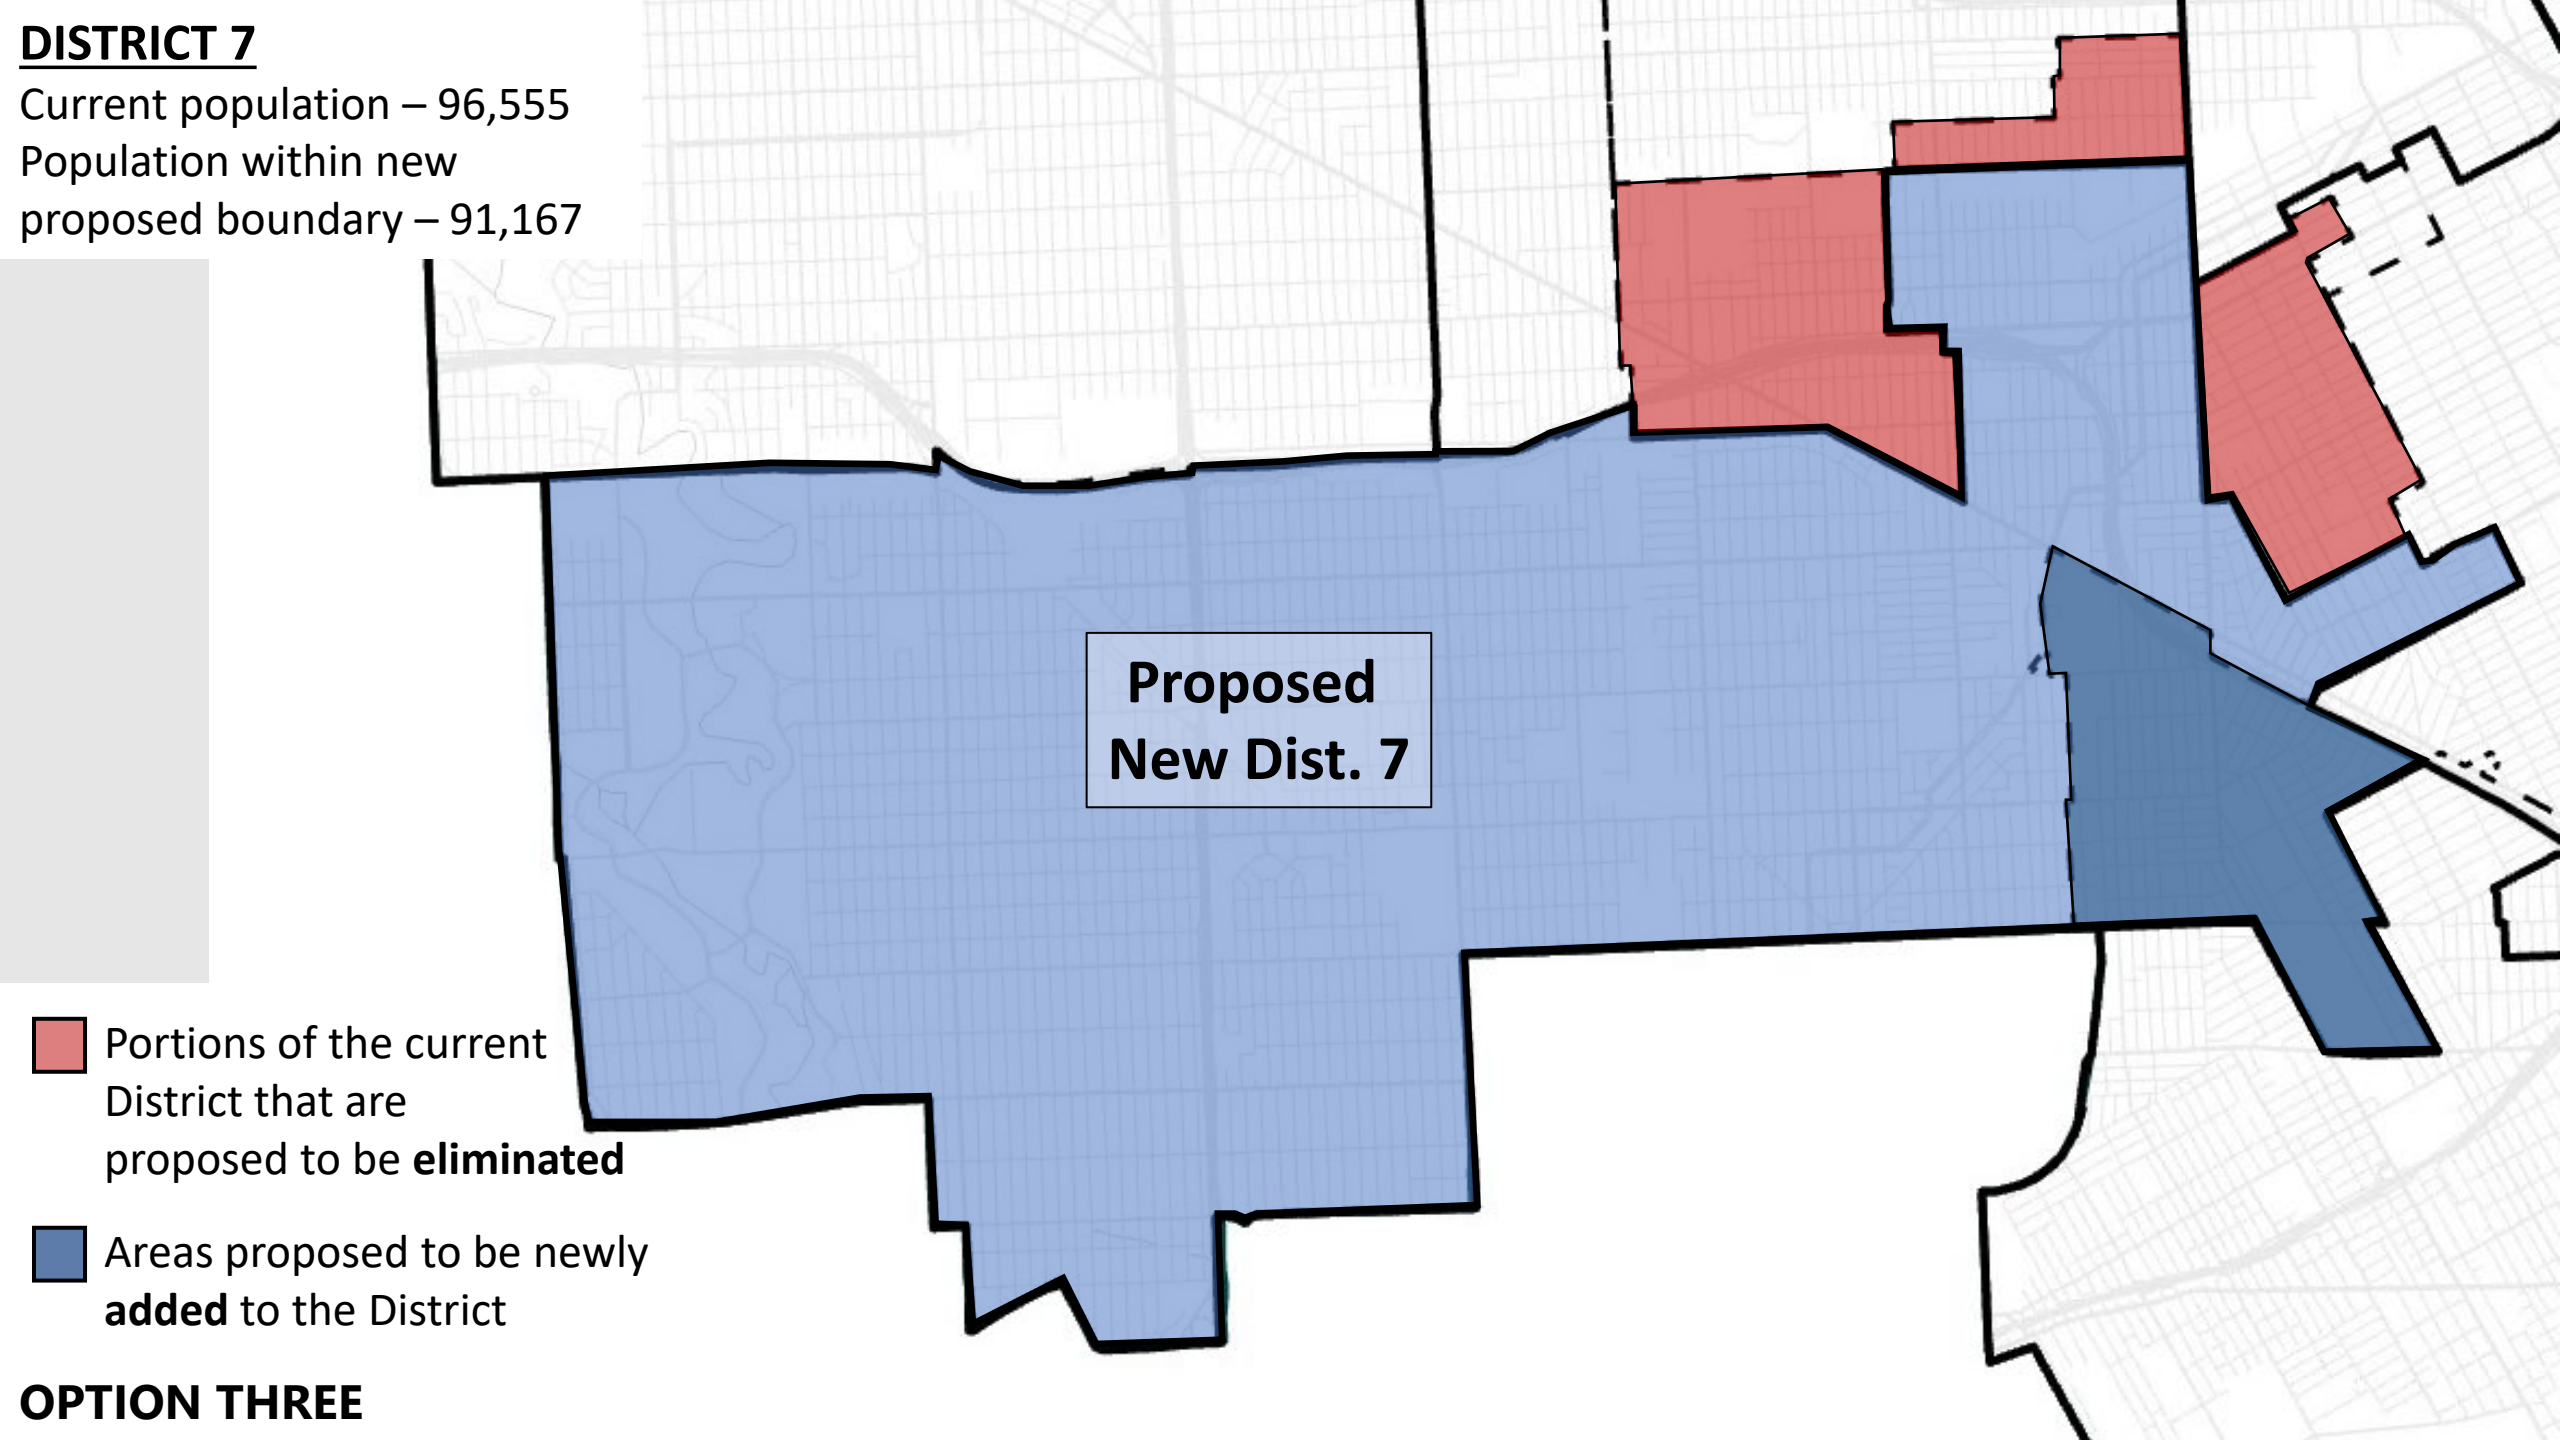 DISTRICT 7
Current population – 96,555
Population within new
proposed boundary – 91,167
Proposed
New Dist. 7
Portions of the current
District that are
proposed to be eliminated
Areas proposed to be newly
added to the District
OPTION THREE